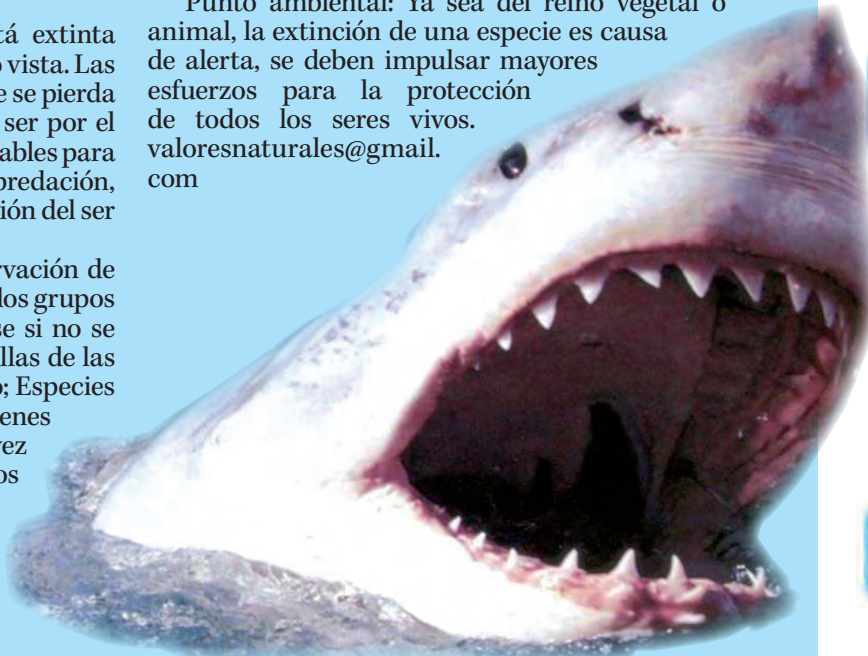 tá extinta
vista. Las
e se pierda
ser por el
ables para
predación,
ión del ser
vación de
los grupos
se si no se
llas de las
o; Especies
enes
vez
os
Punto ambiental: Ya sea del reino vegetal o
animal, la extinción de una especie es causa
de alerta, se deben impulsar mayores
esfuerzos para la protección
de todos los seres vivos.
valoresnaturales@gmail.
com